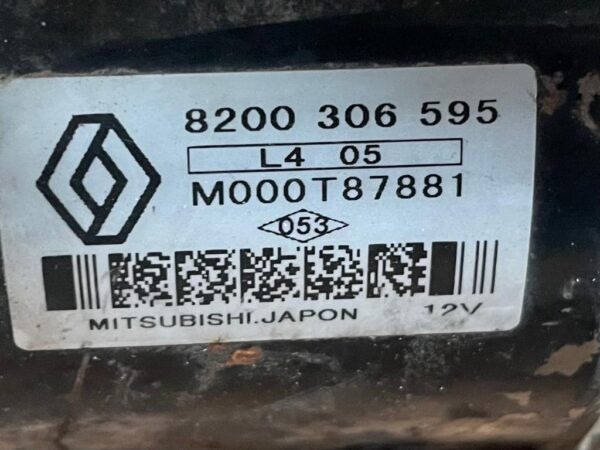 8200 306 595
L4 05
M000T87881
053
MITSUBISHI.JAPON 12V